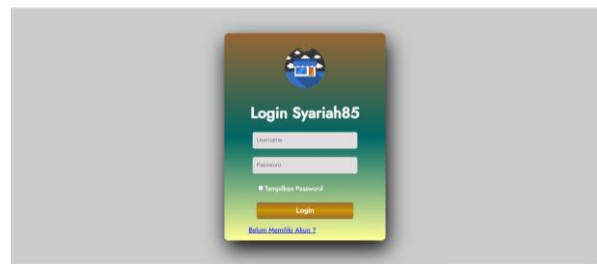 Login Syariah85
Username
Password
Tampilkan Password
Login
Belum Memiliki Akun ?